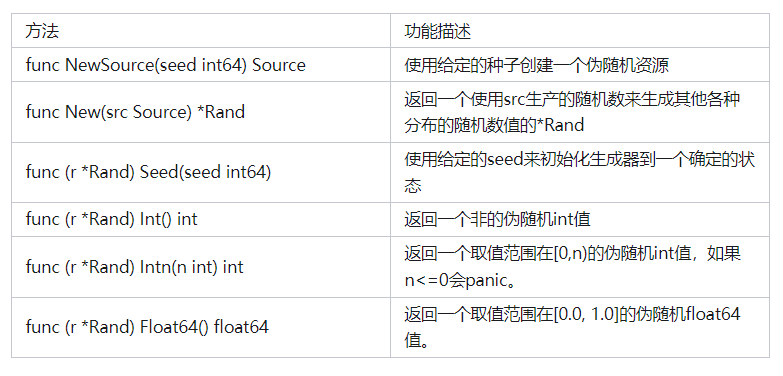 方法
功能描述
func NewSource(seed int64) Source
使用给定的种子创建一个伪随机资源
func New(src Source) *Rand
返回一个使用src生产的随机数来生成其他各种
分布的随机数值的*Rand
func (r *Rand) Seed(seed int64)
使用给定的seed来初始化生成器到一个确定的状
态
func (r *Rand) Int() int
返回一个非的伪随机int值
func (r *Rand) Intn(n int) int
返回一个取值范围在[0,n)的伪随机int值，如果
n<=0会panic。
func (r *Rand) Float64() float64
返回一个取值范围在[0.0, 1.0]的伪随机float64
值。